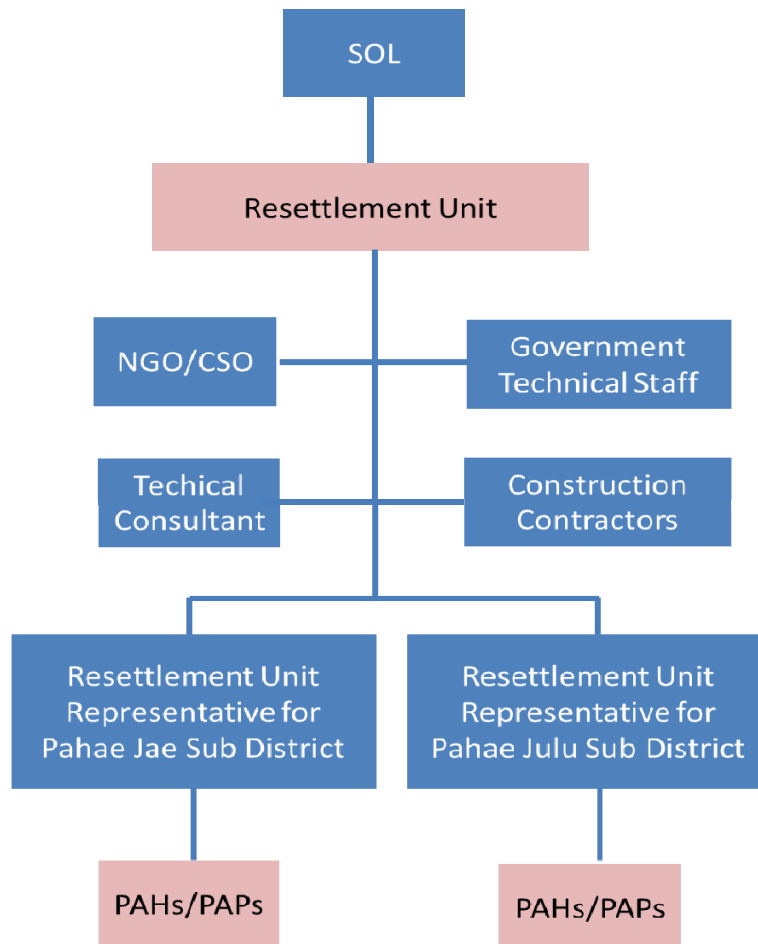 SOL
Resettlement Unit
NGO/CSO
Government
Technical Staff
Techical
Consultant
Construction
Contractors
Resettlement Unit
Representative for
Pahae Jae Sub District
Resettlement Unit
Representative for
Pahae Julu Sub District
PAHs/PAPs
PAHs/PAPs